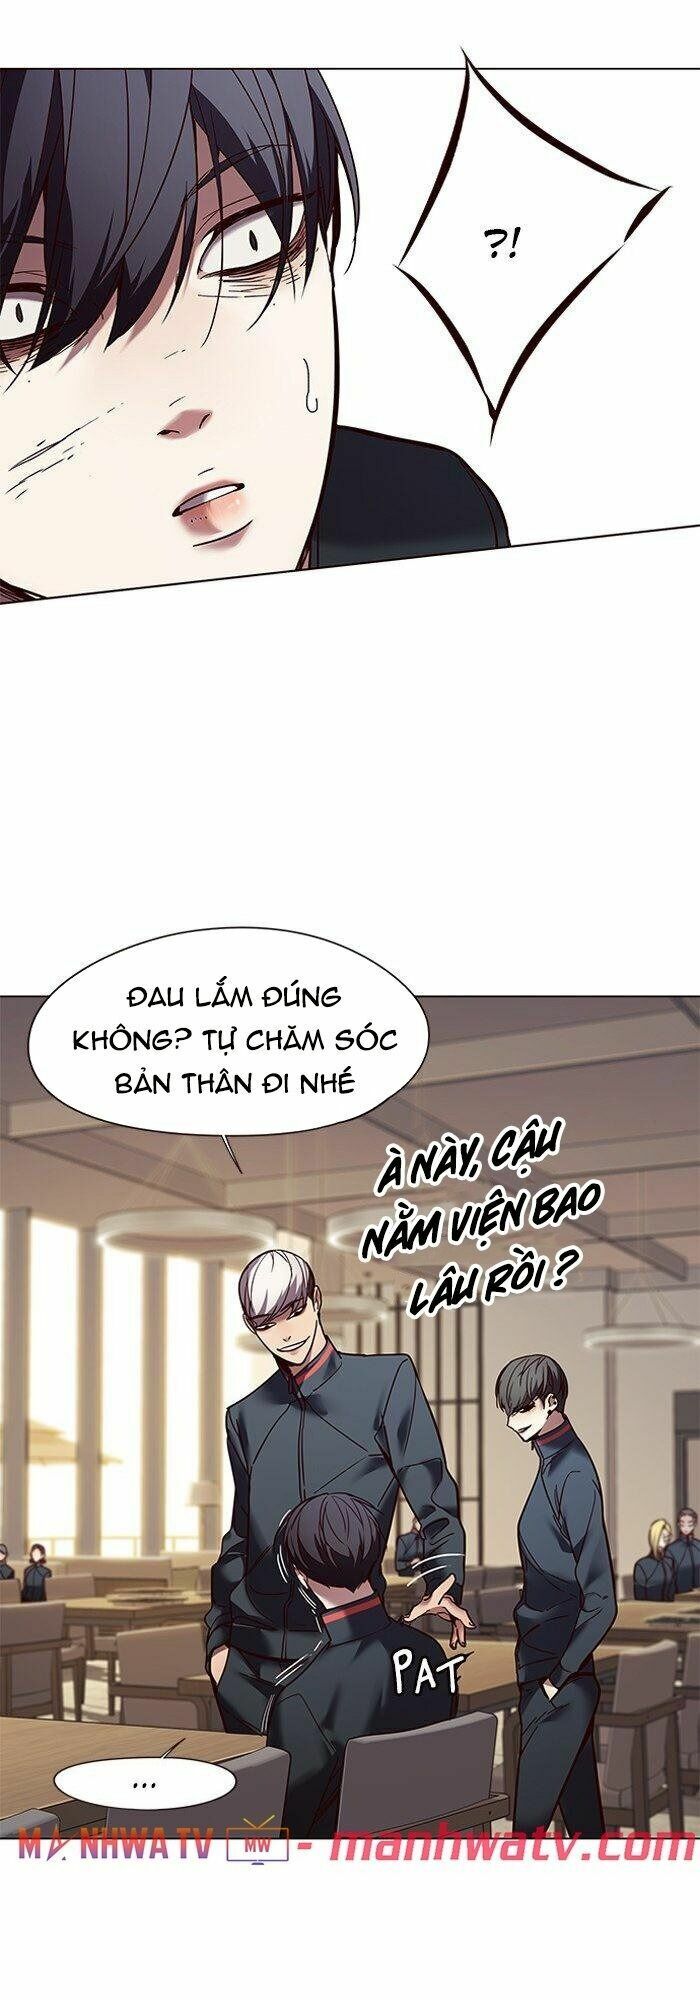 ?!
ĐAU LẮM ĐÚNG
KHÔNG? TỰ CHĂM SÓC
BẢN THÂN ĐI NHÉ
À NÀY, CẬU
NẰM VIỆN BAO
LÂU RỒI?
PAT
...
MANHWA TV MW - manhwatv.com